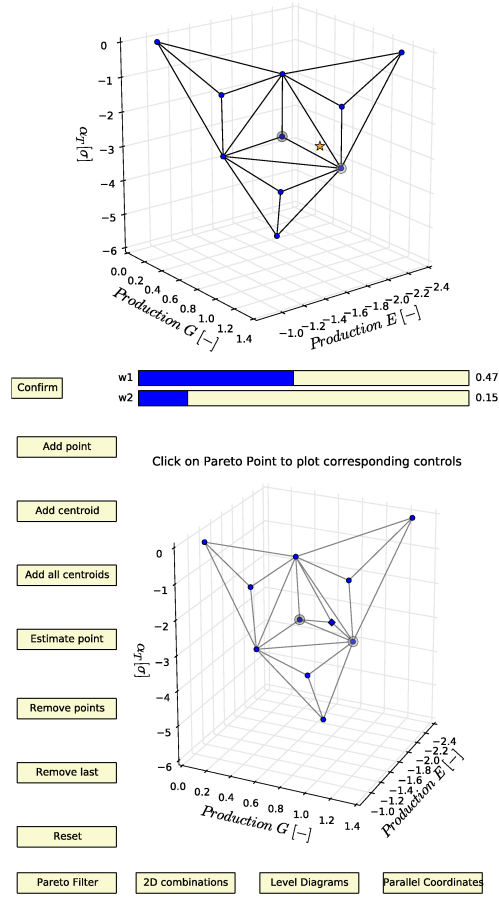 0
−1
−2
−3
−4
−5
−6
α_T[σ]
0.0
0.2
0.4
0.6
0.8
1.0
1.2
1.4
Production G [−]
−1.0
−1.2
−1.4
−1.6
−1.8
−2.0
−2.2
−2.4
Production E [−]
w1 0.47
w2 0.15
Confirm
Add point
Click on Pareto Point to plot corresponding controls
Add centroid
Add all centroids
Estimate point
Remove points
Remove last
Reset
0
−1
−2
−3
−4
−5
−6
α_T[σ]
0.0
0.2
0.4
0.6
0.8
1.0
1.2
1.4
Production G [−]
−1.0
−1.2
−1.4
−1.6
−1.8
−2.0
−2.2
−2.4
Production E [−]
Pareto Filter
2D combinations
Level Diagrams
Parallel Coordinates